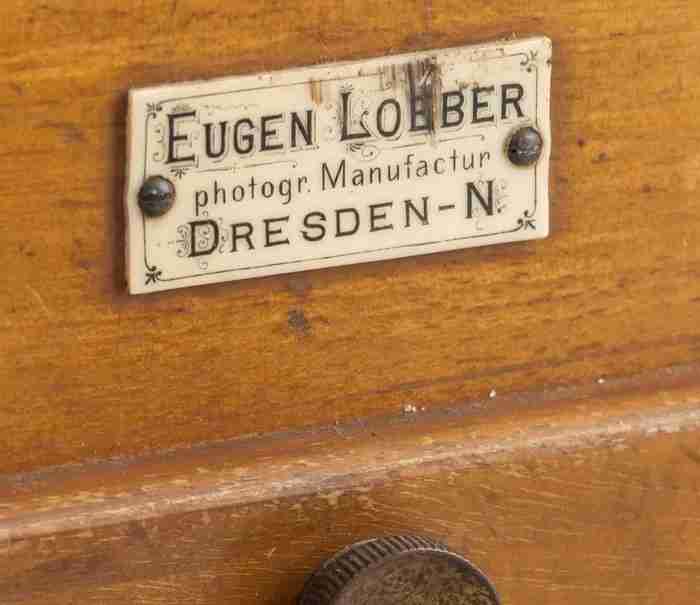 EUGEN LOEBER
photogr. Manufactur
DRESDEN-N.